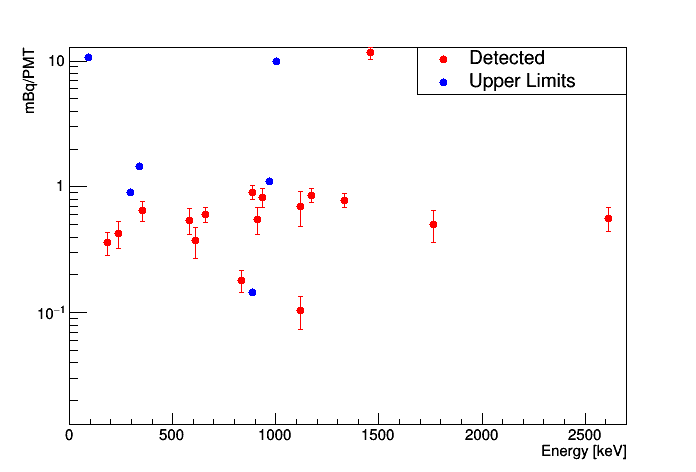 mBq/PMT
10
1
10⁻¹
Detected
Upper Limits
0 500 1000 1500 2000 2500
Energy [keV]